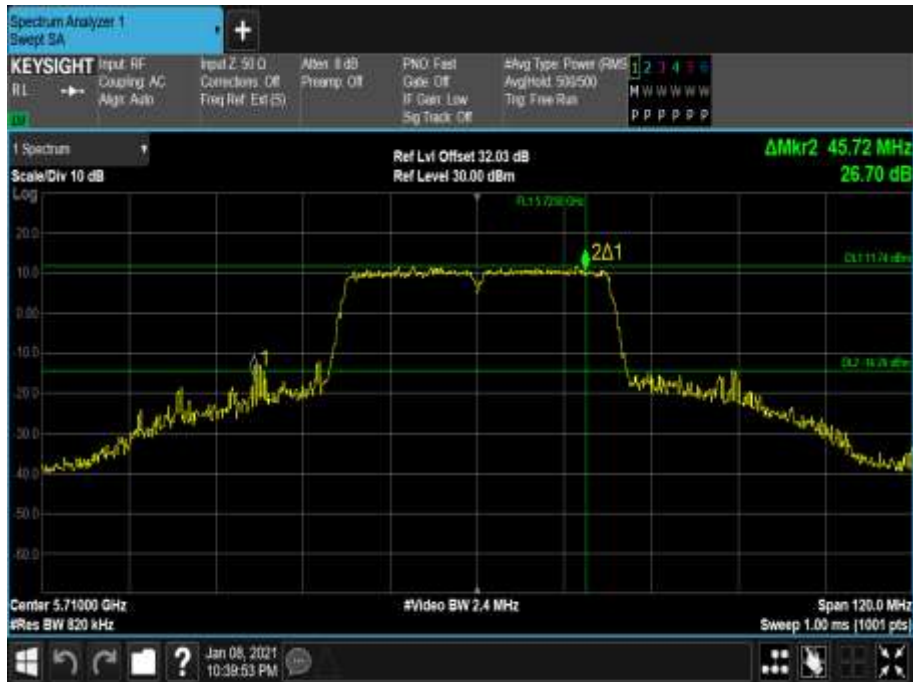 Spectrum Analyzer 1
Swept SA
+
KEYSIGHT
RL
Input: RF
Coupling: AC
Align: Auto
Input Z: 50 Ω
Corrections: Off
Freq Ref: Ext (S)
Atten: 8 dB
Preamp: Off
PNO: Fast
Gate: Off
IF Gain: Low
Sig Track: Off
#Avg Type: Power (RMS
Avg|Hold: 500/500
Trig: Free Run
1 2 3 4 5 6
M W W W W W
P P P P P P
1 Spectrum
Scale/Div 10 dB
Ref Lvl Offset 32.03 dB
Ref Level 30.00 dBm
ΔMkr2 45.72 MHz
26.70 dB
Log
20.0
10.0
0.00
-10.0
-20.0
-30.0
-40.0
-50.0
2Δ1
1
DL1 11.74 dBm
Center 5.71000 GHz
#Res BW 820 kHz
#Video BW 2.4 MHz
Span 120.0 MHz
Sweep 1.00 ms (1001 pts)
?
Jan 08, 2021
10:39:53 PM